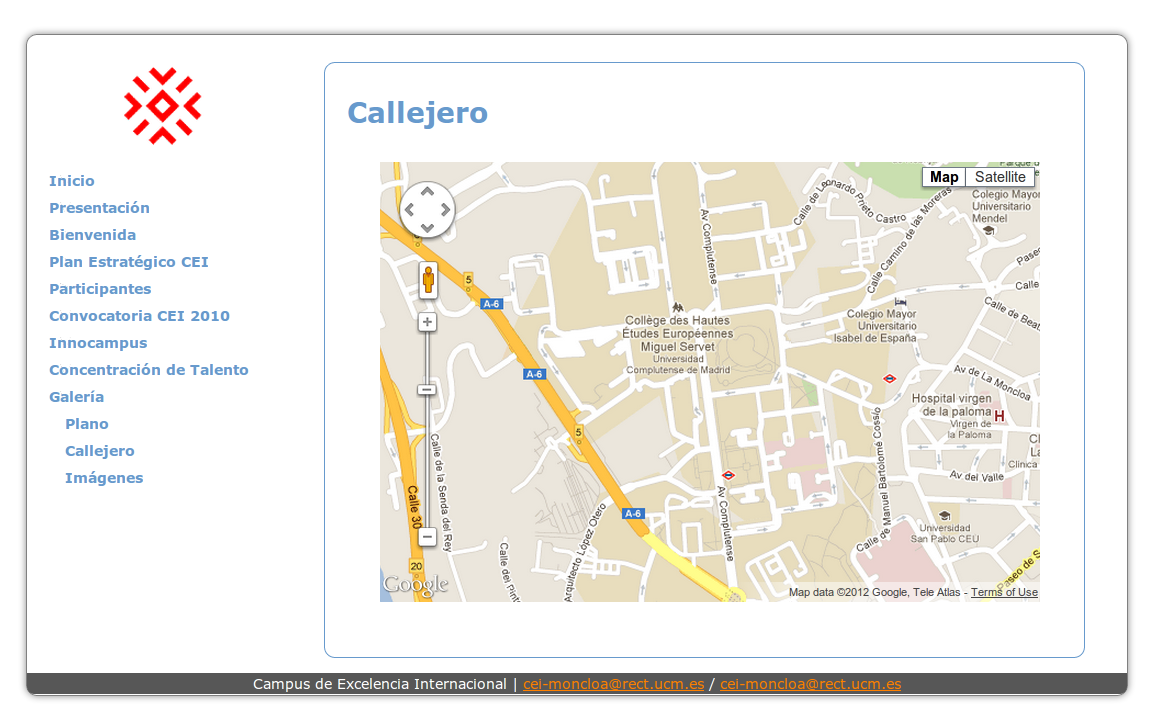 Inicio
Presentación
Bienvenida
Plan Estratégico CEI
Participantes
Convocatoria CEI 2010
Innocampus
Concentración de Talento
Galería
Plano
Callejero
Imágenes
Callejero
Map
Satellite
Calle de Leonardo Prieto Castro
Calle Camino de las Moreras
Colegio Mayor
Universitario
Mendel
Av Complutense
5
A-6
Collège des Hautes
Études Européennes
Miguel Servet
Universidad
Complutense de Madrid
Colegio Mayor
Universitario
Isabel de España
Calle
Calle de Beat
A-6
Av de La Moncloa
Hospital virgen
de la paloma
H
Virgen de
la Paloma
5
Calle de la Senda del Rey
Calle de Manuel Bartolomé Cossío
Clínica
Av del Valle
Calle 30
A-6
Av Complutense
Arquitecto López Otero
Universidad
San Pablo CEU
20
Calle del Pint
Paseo de S
Google
Map data ©2012 Google, Tele Atlas - Terms of Use
Campus de Excelencia Internacional | cei-moncloa@rect.ucm.es / cei-moncloa@rect.ucm.es